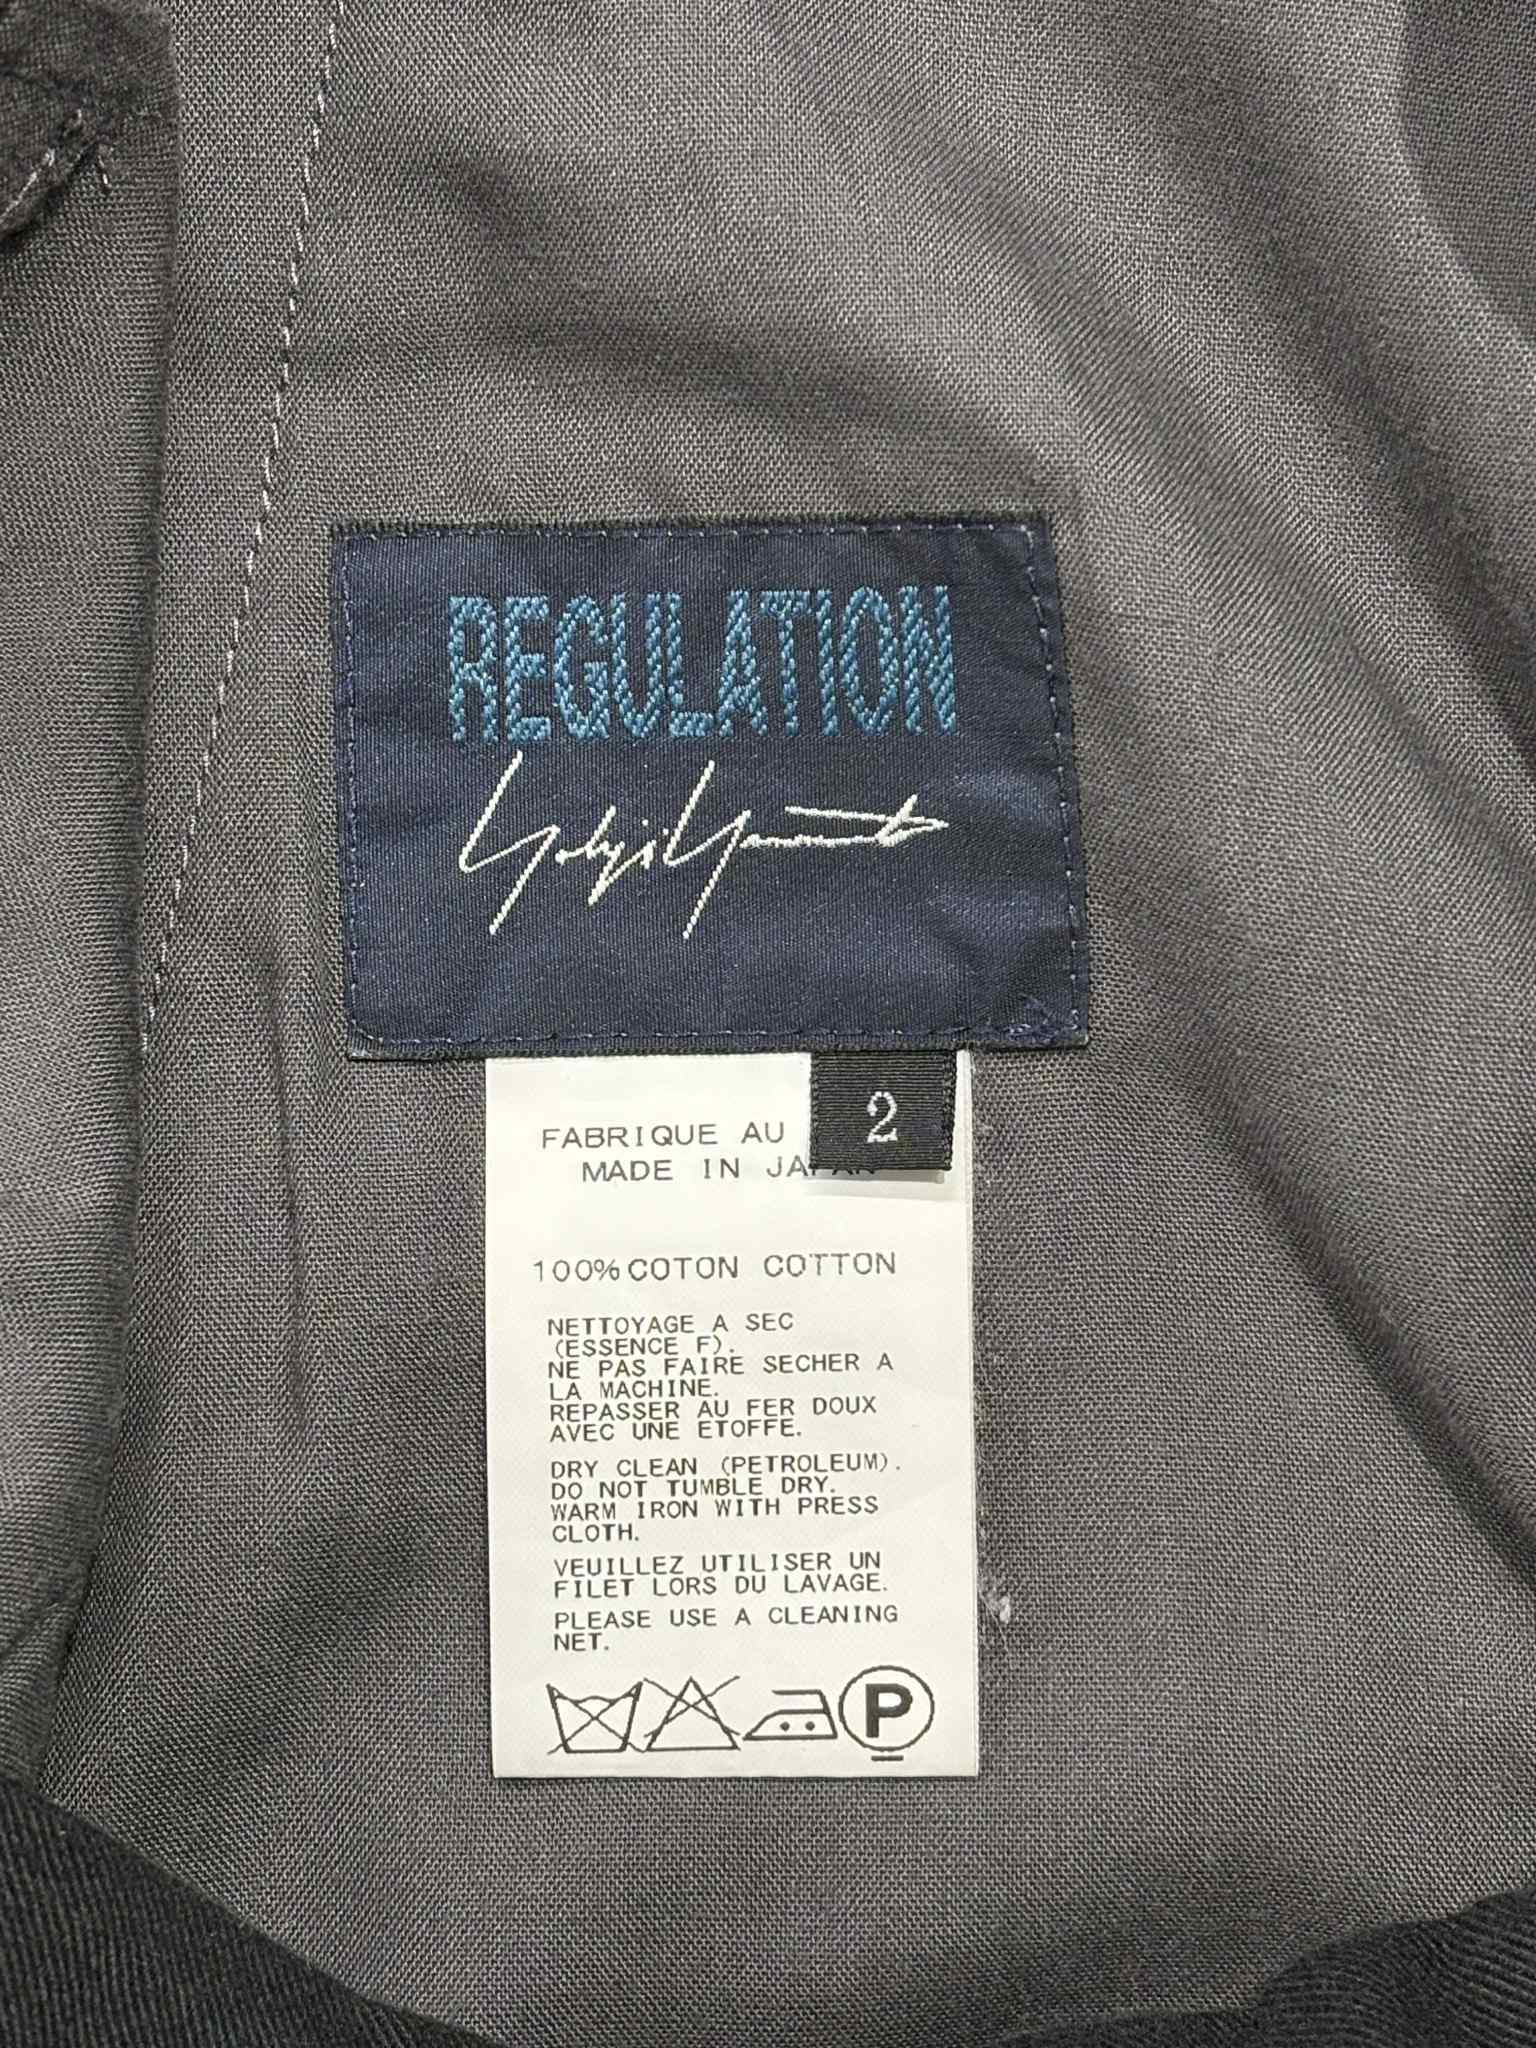 REGULATION
Yohji Yamamoto
2
FABRIQUE AU
MADE IN JAPAN
100% COTON COTTON
NETTOYAGE A SEC
(ESSENCE F).
NE PAS FAIRE SECHER A
LA MACHINE.
REPASSER AU FER DOUX
AVEC UNE ETOFFE.
DRY CLEAN (PETROLEUM).
DO NOT TUMBLE DRY.
WARM IRON WITH PRESS
CLOTH.
VEUILLEZ UTILISER UN
FILET LORS DU LAVAGE.
PLEASE USE A CLEANING
NET.
P